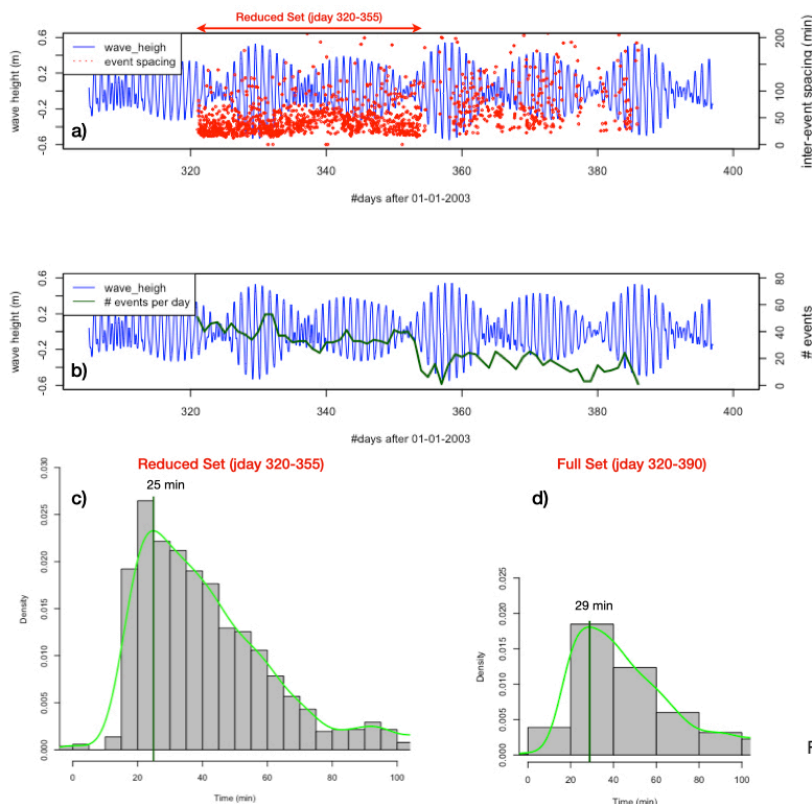 Reduced Set (jday 320-355)
wave_heigh
event spacing
a)
wave height (m)
-0.6 -0.2 0.2 0.6
0 50 100 150 200
inter-event spacing (min)
320 340 360 380 400
#days after 01-01-2003
wave_heigh
# events per day
b)
wave height (m)
-0.6 -0.2 0.2 0.6
0 20 40 60 80
# events
320 340 360 380 400
#days after 01-01-2003
Reduced Set (jday 320-355)
c)
25 min
Density
0.000 0.005 0.010 0.015 0.020 0.025 0.030
0 20 40 60 80 100
Time (min)
Full Set (jday 320-390)
d)
29 min
Density
0.000 0.005 0.010 0.015 0.020 0.025
0 20 40 60 80 100
Time (min)
F